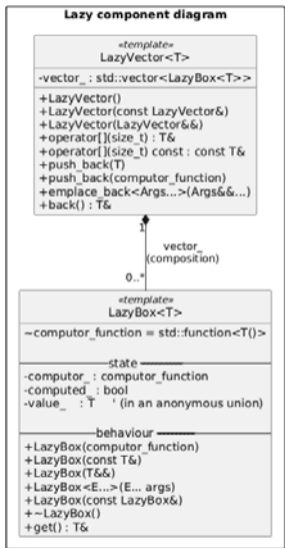 Lazy component diagram
«template»
LazyVector<T>
-vector_ : std::vector<LazyBox<T>>
+LazyVector()
+LazyVector(const LazyVector&)
+LazyVector(LazyVector&&)
+operator[](size_t) : T&
+operator[](size_t) const : const T&
+push_back(T)
+push_back(computor_function)
+emplace_back<Args...>(Args&&...)
+back() : T&
1
vector_
(composition)
0..*
«template»
LazyBox<T>
~computor_function = std::function<T()>
state
-computor_ : computor_function
-computed_ : bool
-value_ : T ' (in an anonymous union)
behaviour
+LazyBox(computor_function)
+LazyBox(const T&)
+LazyBox(T&&)
+LazyBox<E...>(E... args)
+LazyBox(const LazyBox&)
+~LazyBox()
+get() : T&